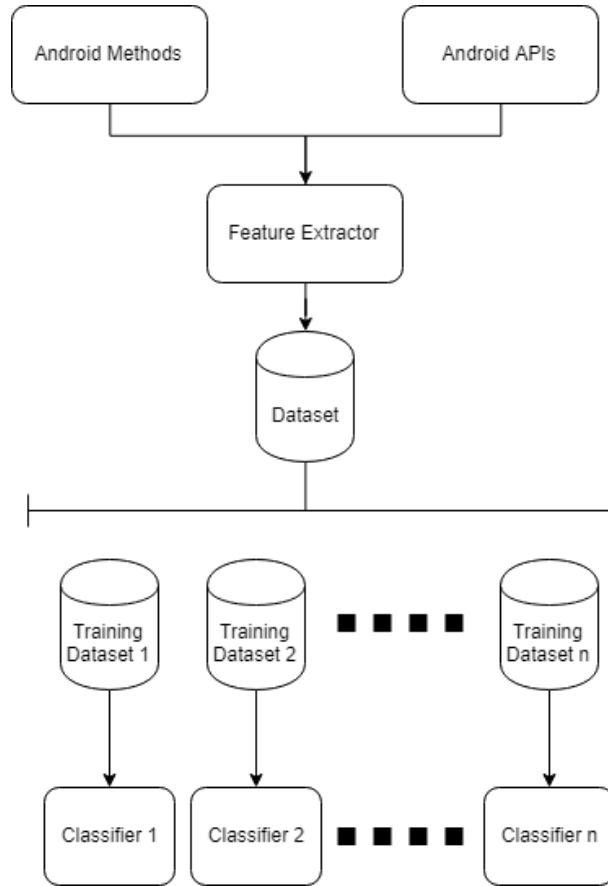 Android Methods
Android APIs
Feature Extractor
Dataset
Training
Dataset 1
Training
Dataset 2
Training
Dataset n
Classifier 1
Classifier 2
Classifier n